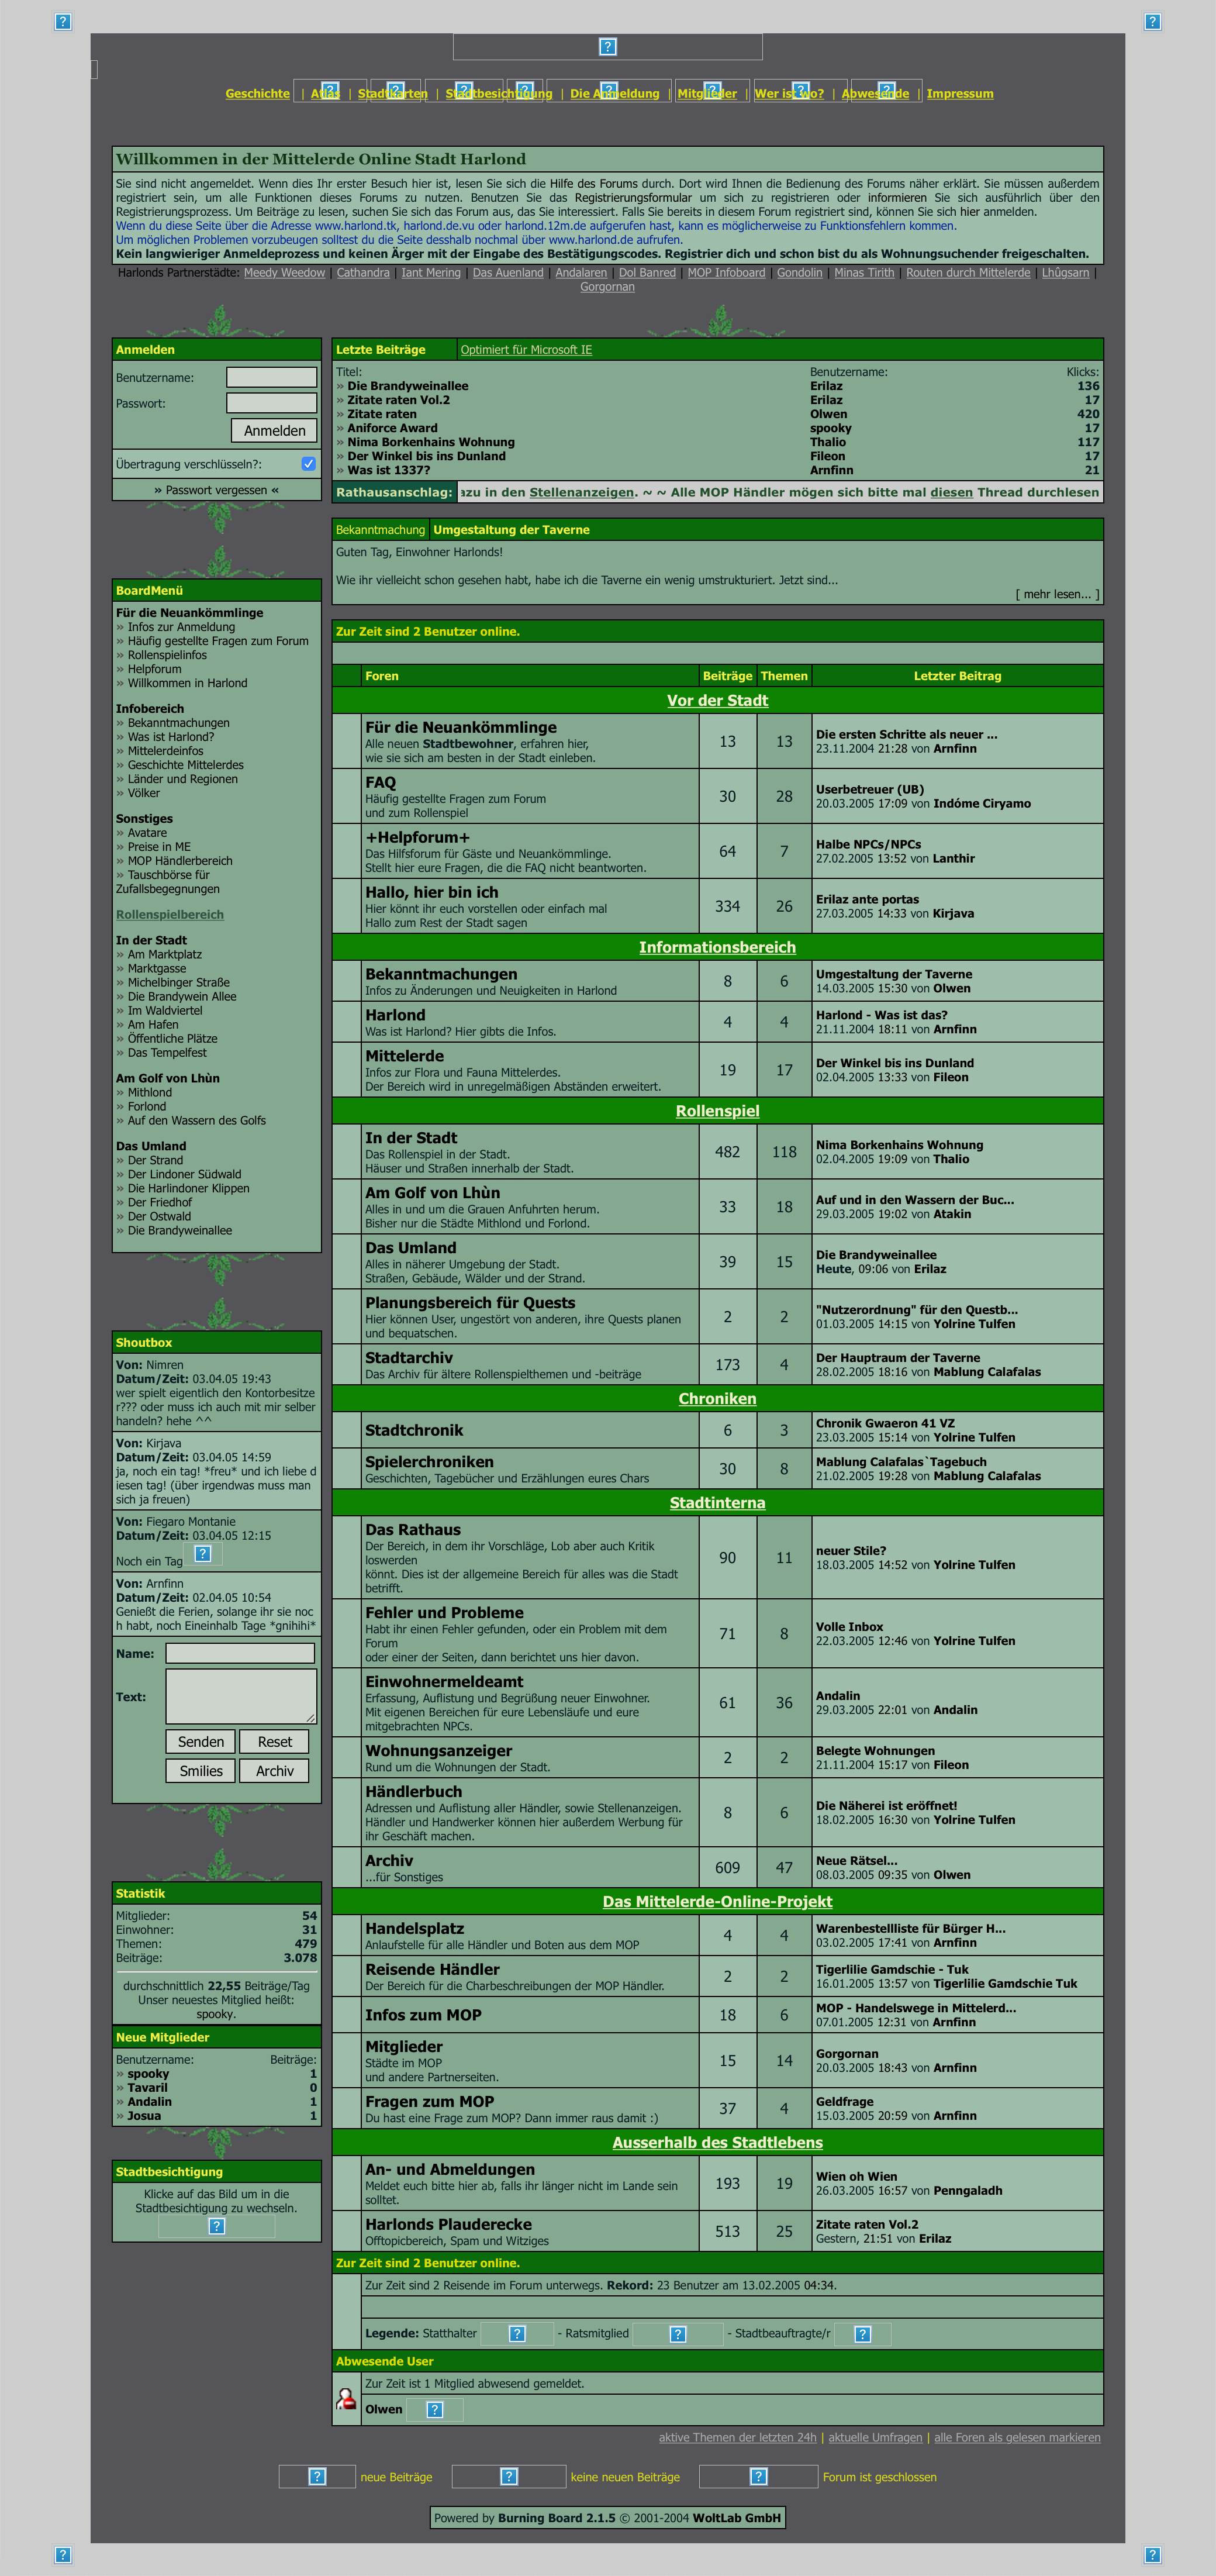 Geschichte | Atlas | Stadtkarten | Stadtbesichtigung | Die Anmeldung | Mitglieder | Wer ist wo? | Abwesende | Impressum
Willkommen in der Mittelerde Online Stadt Harlond
Sie sind nicht angemeldet. Wenn dies Ihr erster Besuch hier ist, lesen Sie sich die Hilfe des Forums durch. Dort wird Ihnen die Bedienung des Forums näher erklärt. Sie müssen außerdem
registriert sein, um alle Funktionen dieses Forums zu nutzen. Benutzen Sie das Registrierungsformular um sich zu registrieren oder informieren Sie sich ausführlich über den
Registrierungsprozess. Um Beiträge zu lesen, suchen Sie sich das Forum aus, das Sie interessiert. Falls Sie bereits in diesem Forum registriert sind, können Sie sich hier anmelden.
Wenn du diese Seite über die Adresse www.harlond.tk, harlond.de.vu oder harlond.12m.de aufgerufen hast, kann es möglicherweise zu Funktionsfehlern kommen.
Um möglichen Problemen vorzubeugen solltest du die Seite desshalb nochmal über www.harlond.de aufrufen.
Kein langwieriger Anmeldeprozess und keinen Ärger mit der Eingabe des Bestätigungscodes. Registrier dich und schon bist du als Wohnungsuchender freigeschalten.
Harlonds Partnerstädte: Meedy Weedow | Cathandra | Iant Mering | Das Auenland | Andalaren | Dol Banred | MOP Infoboard | Gondolin | Minas Tirith | Routen durch Mittelerde | Lhûgsarn |
Gorgornan
Anmelden
Benutzername:
Passwort:
Anmelden
Übertragung verschlüsseln?:
» Passwort vergessen «
BoardMenü
Für die Neuankömmlinge
» Infos zur Anmeldung
» Häufig gestellte Fragen zum Forum
» Rollenspielinfos
» Helpforum
» Willkommen in Harlond
Infobereich
» Bekanntmachungen
» Was ist Harlond?
» Mittelerdeinfos
» Geschichte Mittelerdes
» Länder und Regionen
» Völker
Sonstiges
» Avatare
» Preise in ME
» MOP Händlerbereich
» Tauschbörse für
Zufallsbegegnungen
Rollenspielbereich
In der Stadt
» Am Marktplatz
» Marktgasse
» Michelbinger Straße
» Die Brandywein Allee
» Im Waldviertel
» Am Hafen
» Öffentliche Plätze
» Das Tempelfest
Am Golf von Lhùn
» Mithlond
» Forlond
» Auf den Wassern des Golfs
Das Umland
» Der Strand
» Der Lindoner Südwald
» Die Harlindoner Klippen
» Der Friedhof
» Der Ostwald
» Die Brandyweinallee
Shoutbox
Von: Nimren
Datum/Zeit: 03.04.05 19:43
wer spielt eigentlich den Kontorbesitze
r??? oder muss ich auch mit mir selber
handeln? hehe ^^
Von: Kirjava
Datum/Zeit: 03.04.05 14:59
ja, noch ein tag! *freu* und ich liebe d
iesen tag! (über irgendwas muss man
sich ja freuen)
Von: Fiegaro Montanie
Datum/Zeit: 03.04.05 12:15
Noch ein Tag
Von: Arnfinn
Datum/Zeit: 02.04.05 10:54
Genießt die Ferien, solange ihr sie noc
h habt, noch Eineinhalb Tage *gnihihi*
Name:
Text:
Senden Reset
Smilies Archiv
Statistik
Mitglieder: 54
Einwohner: 31
Themen: 479
Beiträge: 3.078
durchschnittlich 22,55 Beiträge/Tag
Unser neuestes Mitglied heißt:
spooky.
Neue Mitglieder
Benutzername: Beiträge:
» spooky 1
» Tavaril 0
» Andalin 1
» Josua 1
Stadtbesichtigung
Klicke auf das Bild um in die
Stadtbesichtigung zu wechseln.
Letzte Beiträge Optimiert für Microsoft IE
Titel: Benutzername: Klicks:
» Die Brandyweinallee Erilaz 136
» Zitate raten Vol.2 Erilaz 17
» Zitate raten Olwen 420
» Aniforce Award spooky 17
» Nima Borkenhains Wohnung Thalio 117
» Der Winkel bis ins Dunland Fileon 17
» Was ist 1337? Arnfinn 21
Rathausanschlag: azu in den Stellenanzeigen. ~ ~ Alle MOP Händler mögen sich bitte mal diesen Thread durchlesen
Bekanntmachung Umgestaltung der Taverne
Guten Tag, Einwohner Harlonds!
Wie ihr vielleicht schon gesehen habt, habe ich die Taverne ein wenig umstrukturiert. Jetzt sind...
[ mehr lesen... ]
Zur Zeit sind 2 Benutzer online.
Foren Beiträge Themen Letzter Beitrag
Vor der Stadt
Für die Neuankömmlinge
Alle neuen Stadtbewohner, erfahren hier,
wie sie sich am besten in der Stadt einleben.
13 13
Die ersten Schritte als neuer ...
23.11.2004 21:28 von Arnfinn
FAQ
Häufig gestellte Fragen zum Forum
und zum Rollenspiel
30 28
Userbetreuer (UB)
20.03.2005 17:09 von Indóme Ciryamo
+Helpforum+
Das Hilfsforum für Gäste und Neuankömmlinge.
Stellt hier eure Fragen, die die FAQ nicht beantworten.
64 7
Halbe NPCs/NPCs
27.02.2005 13:52 von Lanthir
Hallo, hier bin ich
Hier könnt ihr euch vorstellen oder einfach mal
Hallo zum Rest der Stadt sagen
334 26
Erilaz ante portas
27.03.2005 14:33 von Kirjava
Informationsbereich
Bekanntmachungen
Infos zu Änderungen und Neuigkeiten in Harlond
8 6
Umgestaltung der Taverne
14.03.2005 15:30 von Olwen
Harlond
Was ist Harlond? Hier gibts die Infos.
4 4
Harlond - Was ist das?
21.11.2004 18:11 von Arnfinn
Mittelerde
Infos zur Flora und Fauna Mittelerdes.
Der Bereich wird in unregelmäßigen Abständen erweitert.
19 17
Der Winkel bis ins Dunland
02.04.2005 13:33 von Fileon
Rollenspiel
In der Stadt
Das Rollenspiel in der Stadt.
Häuser und Straßen innerhalb der Stadt.
482 118
Nima Borkenhains Wohnung
02.04.2005 19:09 von Thalio
Am Golf von Lhùn
Alles in und um die Grauen Anfuhrten herum.
Bisher nur die Städte Mithlond und Forlond.
33 18
Auf und in den Wassern der Buc...
29.03.2005 19:02 von Atakin
Das Umland
Alles in näherer Umgebung der Stadt.
Straßen, Gebäude, Wälder und der Strand.
39 15
Die Brandyweinallee
Heute, 09:06 von Erilaz
Planungsbereich für Quests
Hier können User, ungestört von anderen, ihre Quests planen
und bequatschen.
2 2
"Nutzerordnung" für den Questb...
01.03.2005 14:15 von Yolrine Tulfen
Stadtarchiv
Das Archiv für ältere Rollenspielthemen und -beiträge
173 4
Der Hauptraum der Taverne
28.02.2005 18:16 von Mablung Calafalas
Chroniken
Stadtchronik
6 3
Chronik Gwaeron 41 VZ
23.03.2005 15:14 von Yolrine Tulfen
Spielerchroniken
Geschichten, Tagebücher und Erzählungen eures Chars
30 8
Mablung Calafalas`Tagebuch
21.02.2005 19:28 von Mablung Calafalas
Stadtinterna
Das Rathaus
Der Bereich, in dem ihr Vorschläge, Lob aber auch Kritik
loswerden
könnt. Dies ist der allgemeine Bereich für alles was die Stadt
betrifft.
90 11
neuer Stile?
18.03.2005 14:52 von Yolrine Tulfen
Fehler und Probleme
Habt ihr einen Fehler gefunden, oder ein Problem mit dem
Forum
oder einer der Seiten, dann berichtet uns hier davon.
71 8
Volle Inbox
22.03.2005 12:46 von Yolrine Tulfen
Einwohnermeldeamt
Erfassung, Auflistung und Begrüßung neuer Einwohner.
Mit eigenen Bereichen für eure Lebensläufe und eure
mitgebrachten NPCs.
61 36
Andalin
29.03.2005 22:01 von Andalin
Wohnungsanzeiger
Rund um die Wohnungen der Stadt.
2 2
Belegte Wohnungen
21.11.2004 15:17 von Fileon
Händlerbuch
Adressen und Auflistung aller Händler, sowie Stellenanzeigen.
Händler und Handwerker können hier außerdem Werbung für
ihr Geschäft machen.
8 6
Die Näherei ist eröffnet!
18.02.2005 16:30 von Yolrine Tulfen
Archiv
...für Sonstiges
609 47
Neue Rätsel...
08.03.2005 09:35 von Olwen
Das Mittelerde-Online-Projekt
Handelsplatz
Anlaufstelle für alle Händler und Boten aus dem MOP
4 4
Warenbestellliste für Bürger H...
03.02.2005 17:41 von Arnfinn
Reisende Händler
Der Bereich für die Charbeschreibungen der MOP Händler.
2 2
Tigerlilie Gamdschie - Tuk
16.01.2005 13:57 von Tigerlilie Gamdschie Tuk
Infos zum MOP
18 6
MOP - Handelswege in Mittelerd...
07.01.2005 12:31 von Arnfinn
Mitglieder
Städte im MOP
und andere Partnerseiten.
15 14
Gorgornan
20.03.2005 18:43 von Arnfinn
Fragen zum MOP
Du hast eine Frage zum MOP? Dann immer raus damit :)
37 4
Geldfrage
15.03.2005 20:59 von Arnfinn
Ausserhalb des Stadtlebens
An- und Abmeldungen
Meldet euch bitte hier ab, falls ihr länger nicht im Lande sein
solltet.
193 19
Wien oh Wien
26.03.2005 16:57 von Penngaladh
Harlonds Plauderecke
Offtopicbereich, Spam und Witziges
513 25
Zitate raten Vol.2
Gestern, 21:51 von Erilaz
Zur Zeit sind 2 Benutzer online.
Zur Zeit sind 2 Reisende im Forum unterwegs. Rekord: 23 Benutzer am 13.02.2005 04:34.
Legende: Statthalter - Ratsmitglied - Stadtbeauftragte/r
Abwesende User
Zur Zeit ist 1 Mitglied abwesend gemeldet.
Olwen
aktive Themen der letzten 24h | aktuelle Umfragen | alle Foren als gelesen markieren
neue Beiträge keine neuen Beiträge Forum ist geschlossen
Powered by Burning Board 2.1.5 © 2001-2004 WoltLab GmbH